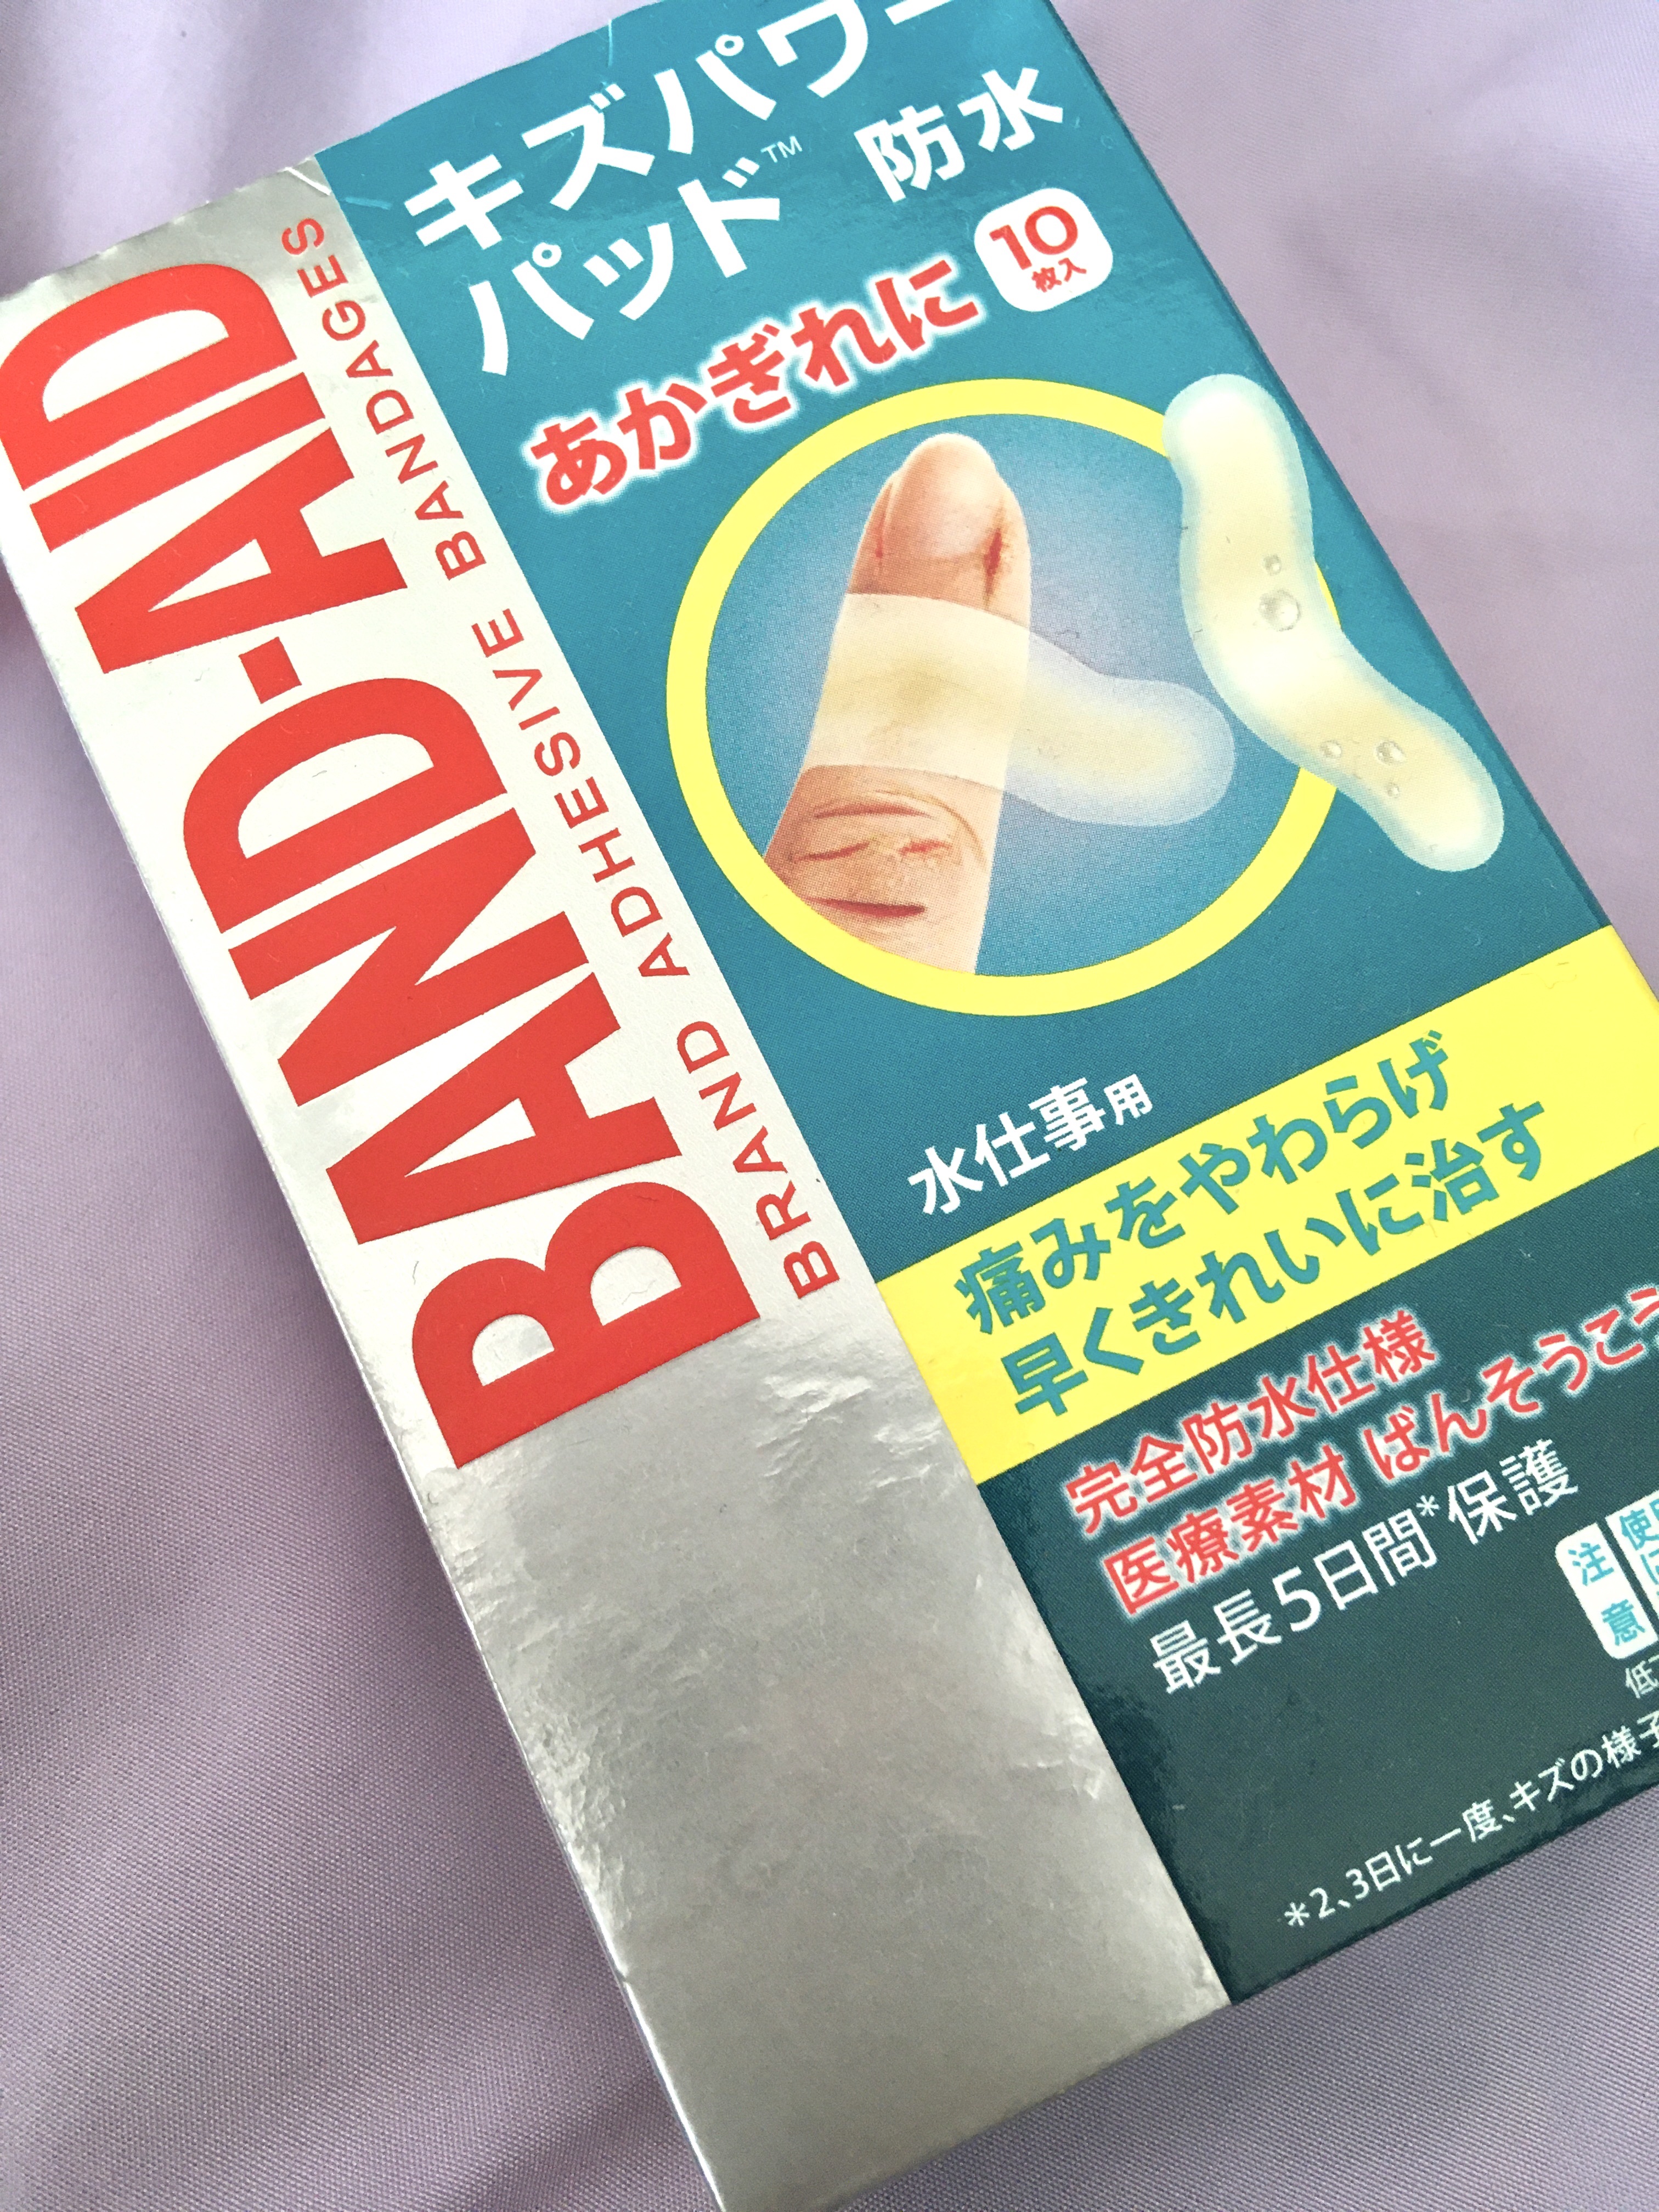 BAND-AID
BRAND ADHESIVE BANDAGES
キズパワー
パッド™ 防水
あかぎれに
10
枚入
水仕事用
痛みをやわらげ
早くきれいに治す
完全防水仕様
医療素材 ばんそうこう
最長5日間*保護
注
意
*2、3日に一度、キズの様子